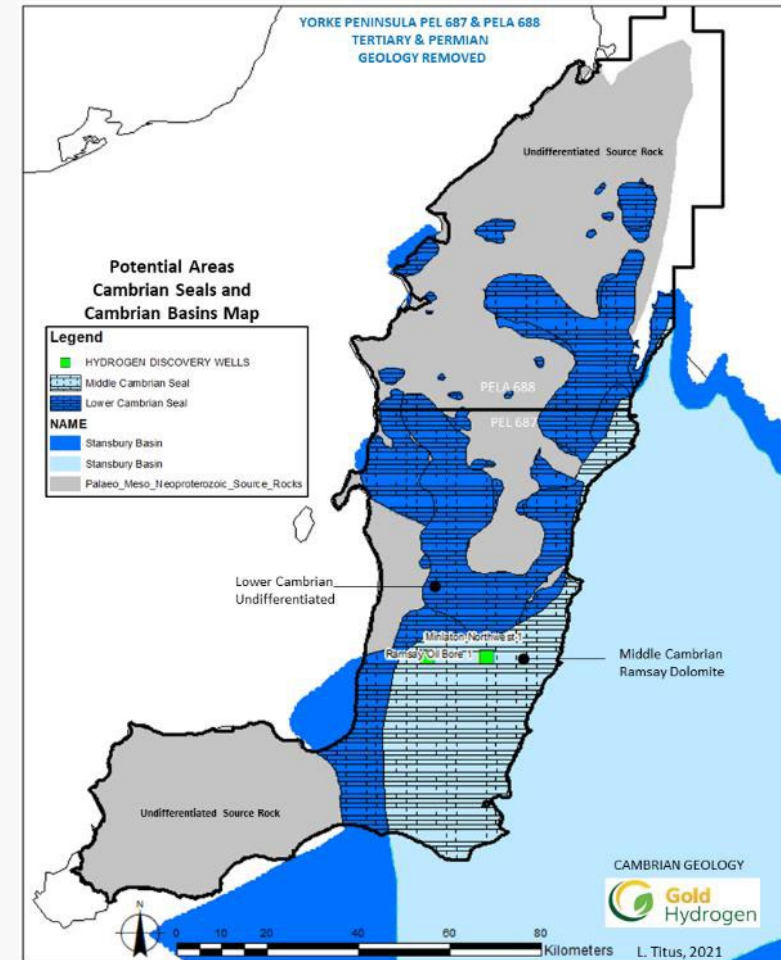 YORKE PENINSULA PEL 687 & PELA 688
TERTIARY & PERMIAN
GEOLOGY REMOVED
Undifferentiated Source Rock
Potential Areas
Cambrian Seals and
Cambrian Basins Map
Legend
HYDROGEN DISCOVERY WELLS
Middle Cambrian Seal
Lower Cambrian Seal
NAME
Stansbury Basin
Stansbury Basin
Palaeo_Meso_Neoproterozoic_Source_Rocks
PELA 688
PEL 687
Lower Cambrian
Undifferentiated
Minlaton_Northwest-1
Ramsay Oil Bore 1
Middle Cambrian
Ramsay Dolomite
Undifferentiated Source Rock
CAMBRIAN GEOLOGY
Gold
Hydrogen
N
0 20 40 60 80
Kilometers
L. Titus, 2021